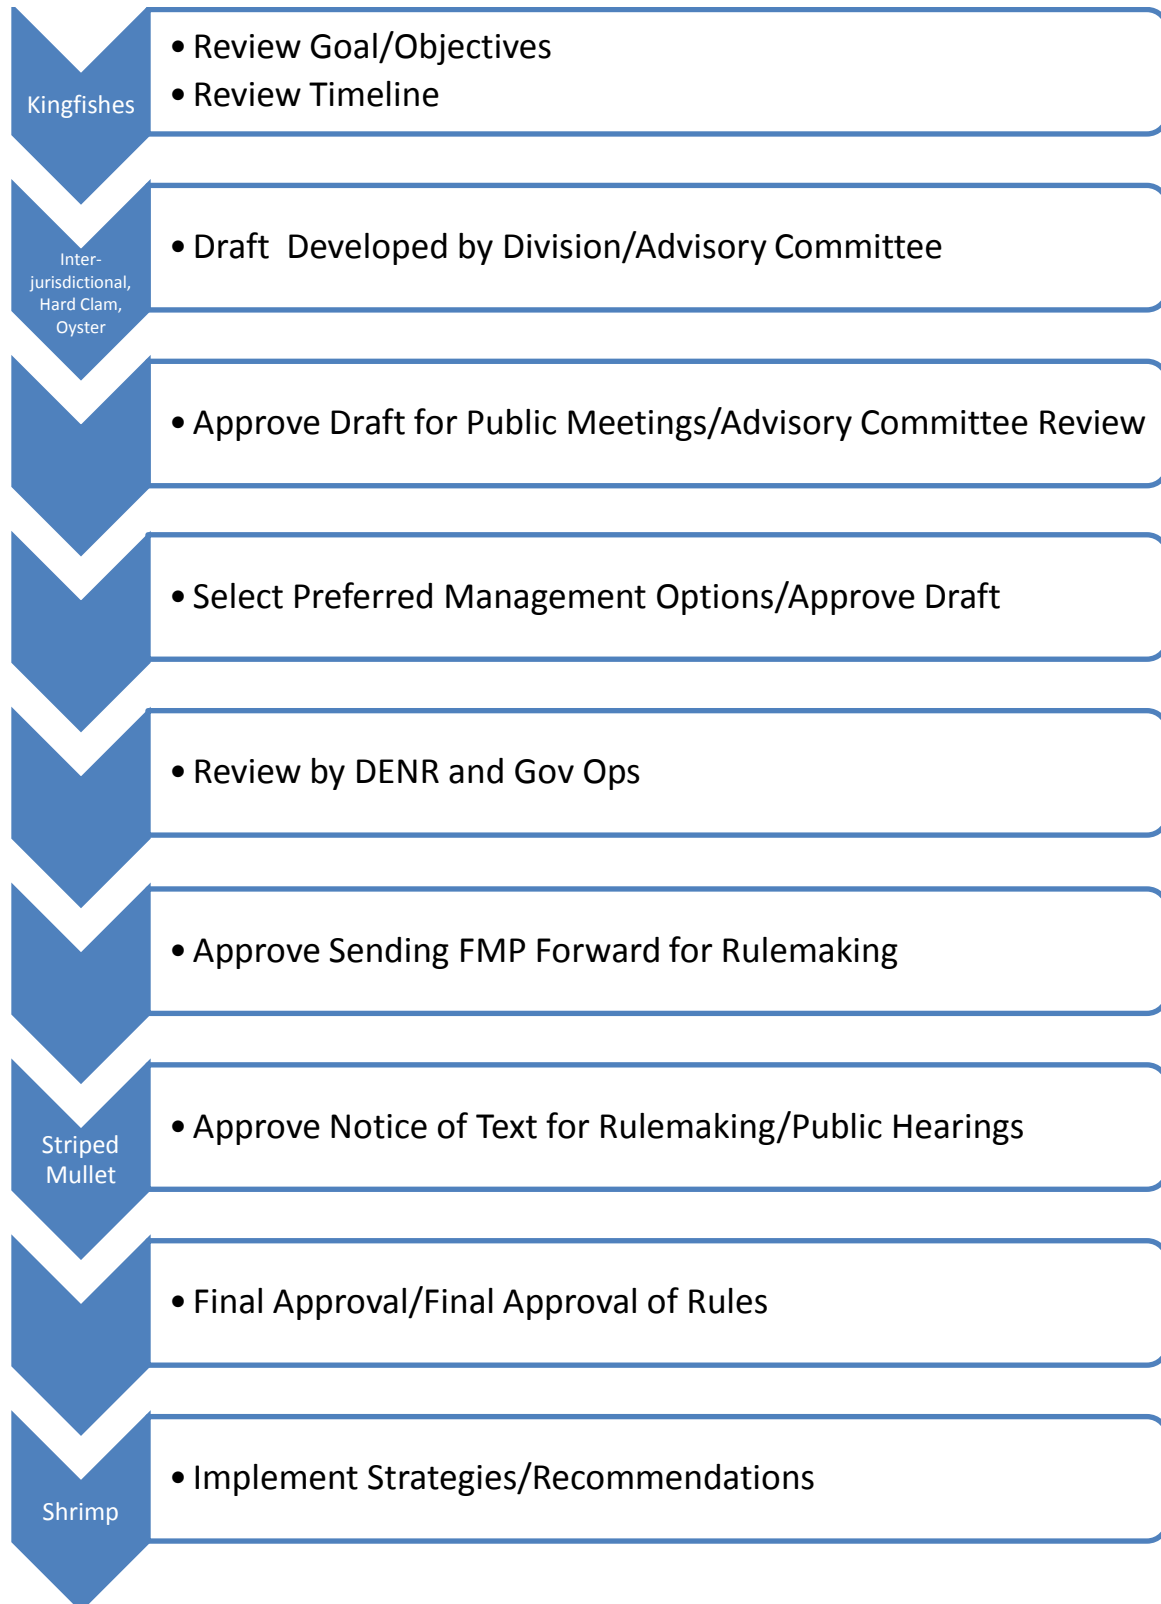 Kingfishes
• Review Goal/Objectives
• Review Timeline
Inter-
jurisdictional,
Hard Clam,
Oyster
• Draft  Developed by Division/Advisory Committee
• Approve Draft for Public Meetings/Advisory Committee Review
• Select Preferred Management Options/Approve Draft
• Review by DENR and Gov Ops
• Approve Sending FMP Forward for Rulemaking
Striped
Mullet
• Approve Notice of Text for Rulemaking/Public Hearings
• Final Approval/Final Approval of Rules
Shrimp
• Implement Strategies/Recommendations